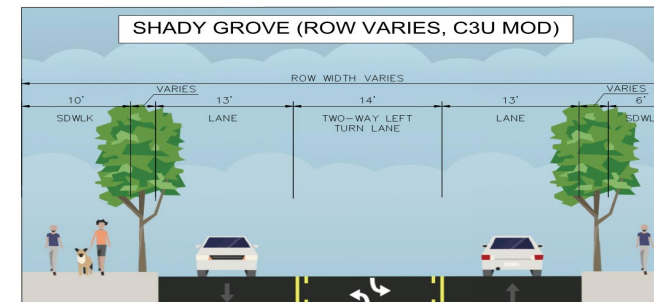 SHADY GROVE (ROW VARIES, C3U MOD)
ROW WIDTH VARIES
VARIES
VARIES
10'
13'
14'
13'
6'
SDWLK
LANE
TWO-WAY LEFT
TURN LANE
LANE
SDWL